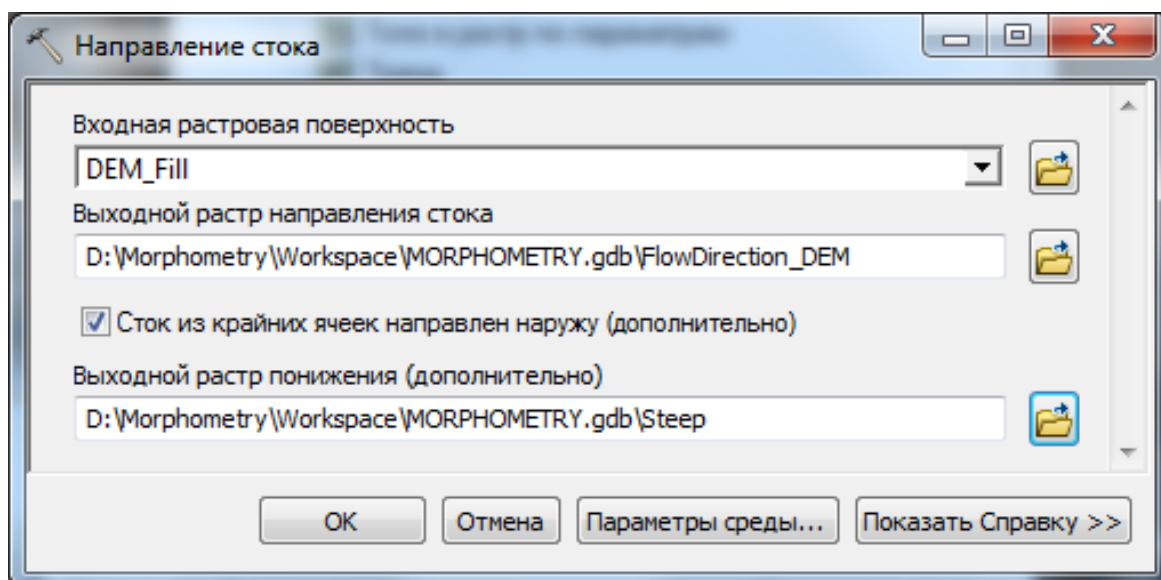 Направление стока
Входная растровая поверхность
DEM_Fill
Выходной растр направления стока
D:\Morphometry\Workspace\MORPHOMETRY.gdb\FlowDirection_DEM
Сток из крайних ячеек направлен наружу (дополнительно)
Выходной растр понижения (дополнительно)
D:\Morphometry\Workspace\MORPHOMETRY.gdb\Steep
OK
Отмена
Параметры среды...
Показать Справку >>